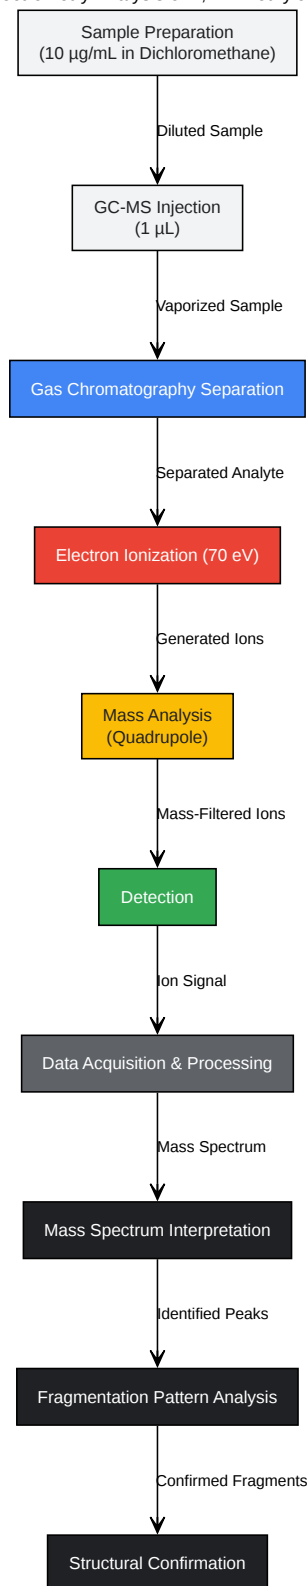 Sample Preparation
(10 µg/mL in Dichloromethane)
Diluted Sample
GC-MS Injection
(1 µL)
Vaporized Sample
Gas Chromatography Separation
Separated Analyte
Electron Ionization (70 eV)
Generated Ions
Mass Analysis
(Quadrupole)
Mass-Filtered Ions
Detection
Ion Signal
Data Acquisition & Processing
Mass Spectrum
Mass Spectrum Interpretation
Identified Peaks
Fragmentation Pattern Analysis
Confirmed Fragments
Structural Confirmation